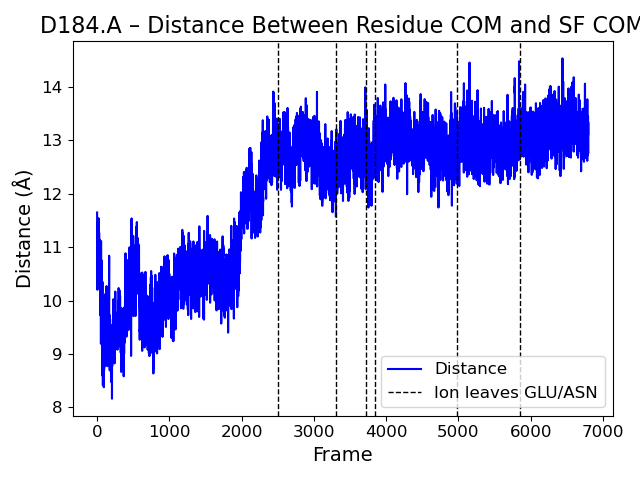 D184.A – Distance Between Residue COM and SF COM
Distance (Å)
14
13
12
11
10
9
8
Distance
Ion leaves GLU/ASN
0 1000 2000 3000 4000 5000 6000 7000
Frame